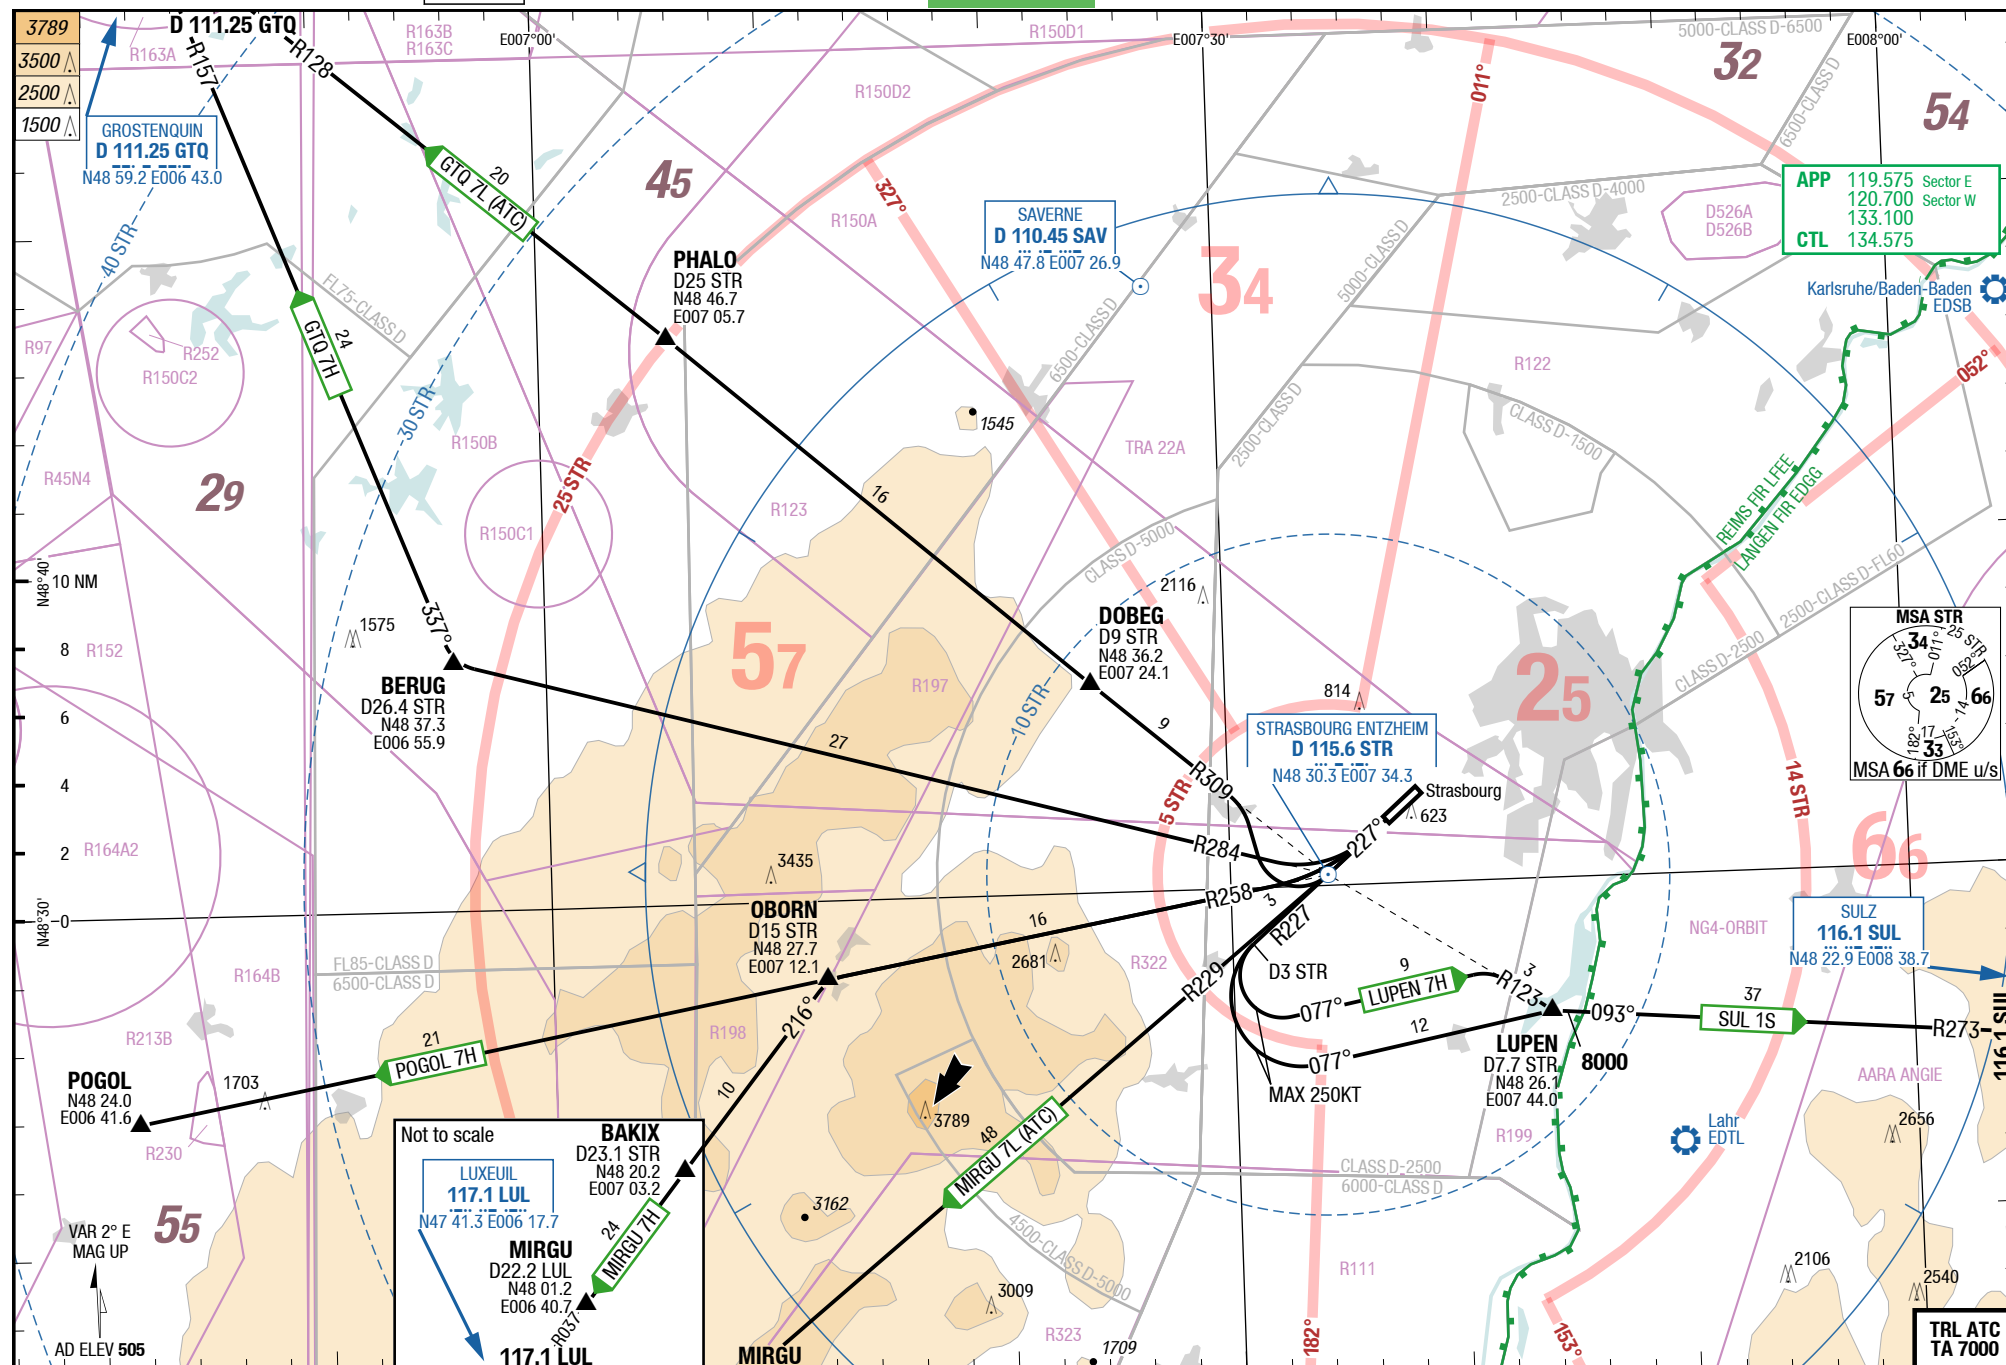 3789
3500
2500
1500
D 111.25 GTQ
R163A
R163B
R163C
E007°00'
R150D1
E007°30'
5000-CLASS D-6500
E008°00'
32
54
R157
R128
GROSTENQUIN
D 111.25 GTQ
N48 59.2 E006 43.0
40 STR
GTQ 7L (ATC)
20
45
R150D2
R150A
327°
011°
6500-CLASS D
2500-CLASS D-4000
D526A
D526B
APP 119.575 Sector E
120.700 Sector W
133.100
CTL 134.575
SAVERNE
D 110.45 SAV
N48 47.8 E007 26.9
34
5000-CLASS D
Karlsruhe/Baden-Baden
EDSB
PHALO
D25 STR
N48 46.7
E007 05.7
FL75-CLASS D
GTQ 7H
24
R97
R252
R150C2
30 STR
R150B
6500-CLASS D
R122
052°
1545
TRA 22A
2500-CLASS D
CLASS D-1500
R45N4
29
25 STR
16
R123
R150C1
REIMS FIR LFEE
LANGEN FIR EDGG
CLASS D-5000
2500-CLASS D-FL60
N48°40'
10 NM
8
6
4
2
0
N48°30'
R152
1575
337°
BERUG
D26.4 STR
N48 37.3
E006 55.9
57
R197
2116
DOBEG
D9 STR
N48 36.2
E007 24.1
10 STR
9
814
25
CLASS D-2500
MSA STR
34
25 STR
327°
011°
052°
57
5
25
66
14
17
182°
33
153°
MSA 66 if DME u/s
27
STRASBOURG ENTZHEIM
D 115.6 STR
N48 30.3 E007 34.3
R309
5 STR
Strasbourg
623
227°
14 STR
66
R164A2
3435
R284
R258
3
R227
OBORN
D15 STR
N48 27.7
E007 12.1
16
2681
R322
D3 STR
R229
NG4-ORBIT
SULZ
116.1 SUL
N48 22.9 E008 38.7
FL85-CLASS D
6500-CLASS D
R164B
R213B
21
POGOL 7H
R198
216°
10
077°
LUPEN 7H
9
R123
3
093°
37
SUL 1S
R273
116.1 SUL
12
077°
MAX 250KT
LUPEN
D7.7 STR
N48 26.1
E007 44.0
8000
POGOL
N48 24.0
E006 41.6
1703
R230
3789
48
MIRGU 7L (ATC)
R199
Lahr
EDTL
AARA ANGIE
2656
Not to scale
BAKIX
D23.1 STR
N48 20.2
E007 03.2
LUXEUIL
117.1 LUL
N47 41.3 E006 17.7
24
MIRGU 7H
MIRGU
D22.2 LUL
N48 01.2
E006 40.7
R037
117.1 LUL
3162
CLASS D-2500
6000-CLASS D
4500-CLASS D-5000
55
VAR 2° E
MAG UP
AD ELEV 505
3009
R323
1709
MIRGU
R111
182°
153°
2106
2540
TRL ATC
TA 7000